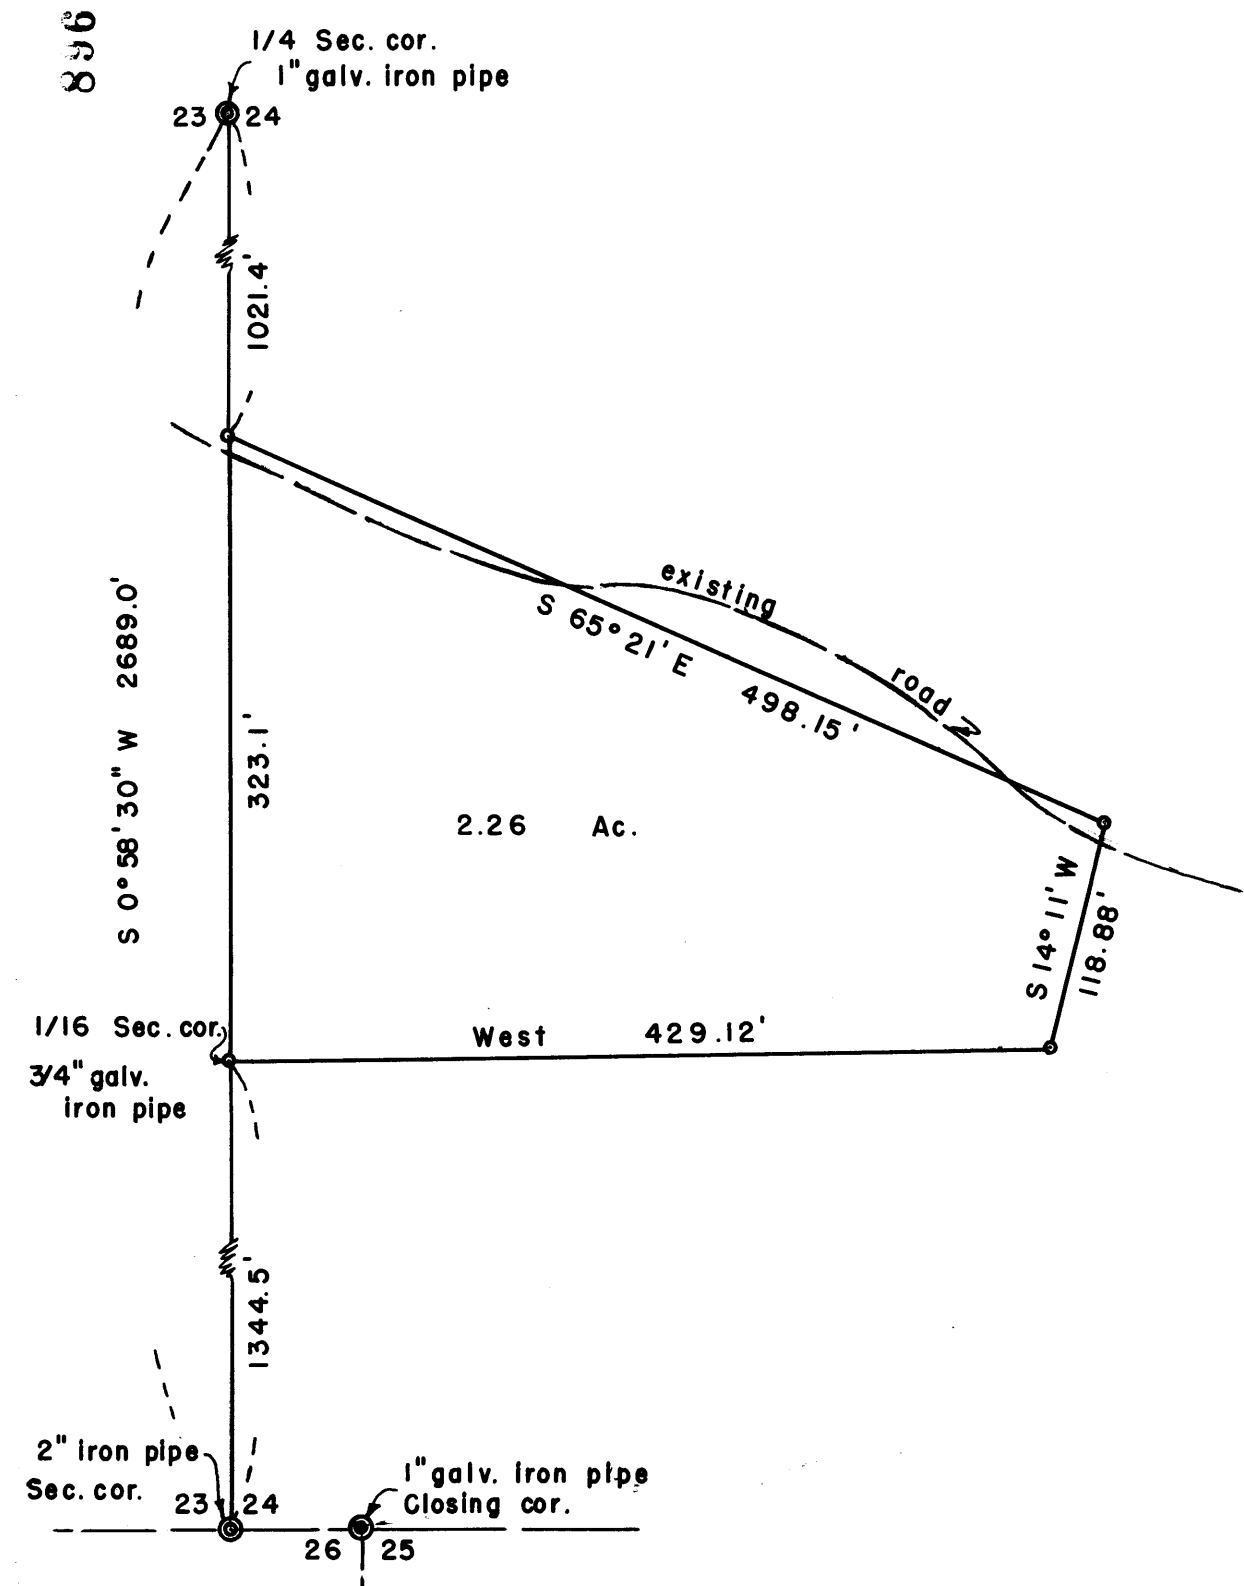 896
1/4 Sec. cor.
1" galv. iron pipe
23 24
1021.4'
existing
road
S 65° 21' E 498.15'
S 0° 58' 30" W 2689.0'
323.1'
2.26 Ac.
S 14° 11' W
118.88'
West 429.12'
1/16 Sec. cor.
3/4" galv.
iron pipe
1344.5'
2" iron pipe
Sec. cor.
23 24
1" galv. iron pipe
Closing cor.
26 25